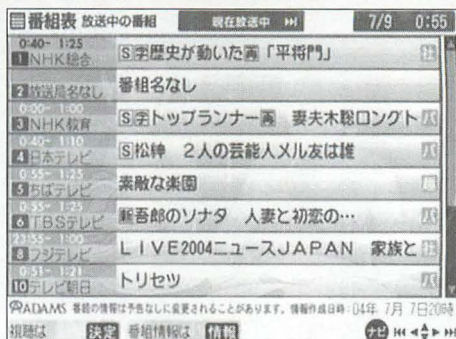 番組表 放送中の番組 現在放送中 7/9 0:55
0:40- 1:25
1 NHK総合 S字歴史が動いた再「平将門」
2 放送局名なし 番組名なし
0:00- 1:00
3 NHK教育 S字トップランナー再 妻夫木聡ロングト バ
0:40- 1:10
4 日本テレビ S松紳 2人の芸能人メル友は誰 バ
0:55- 1:25
5 ちばテレビ 素敵な楽園
0:55- 1:25
6 TBSテレビ 新吾郎のソナタ 人妻と初恋の… バ
23:55- 1:00
8 フジテレビ LIVE2004ニュースJAPAN 家族と
0:51- 1:21
10 テレビ朝日 トリセツ バ
ADAMS 番組の情報は予告なしに変更されることがあります。情報作成日時:04年 7月 7日20時
視聴は 決定 番組情報は 情報 ナビ